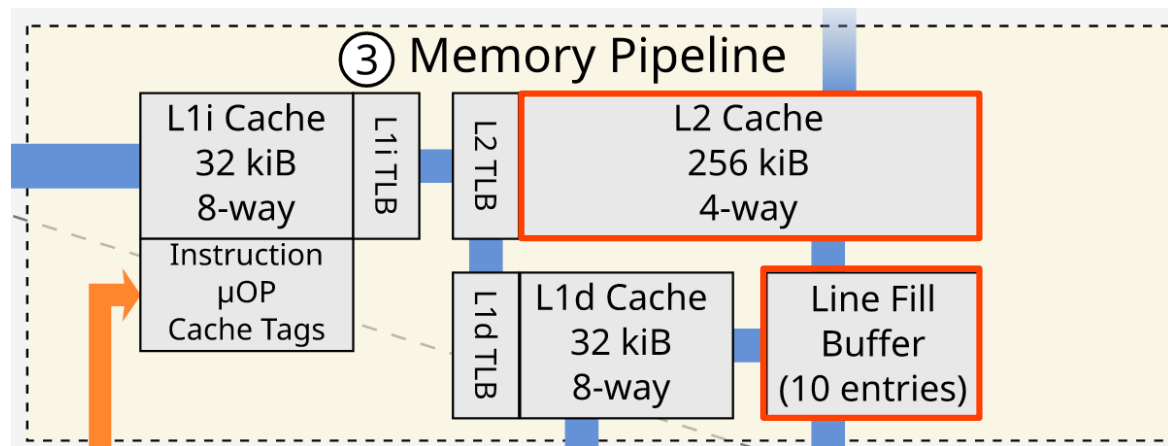 3 Memory Pipeline
L1i Cache
32 kiB
8-way
L1i TLB
L2 TLB
L2 Cache
256 kiB
4-way
Instruction
µOP
Cache Tags
L1d TLB
L1d Cache
32 kiB
8-way
Line Fill
Buffer
(10 entries)